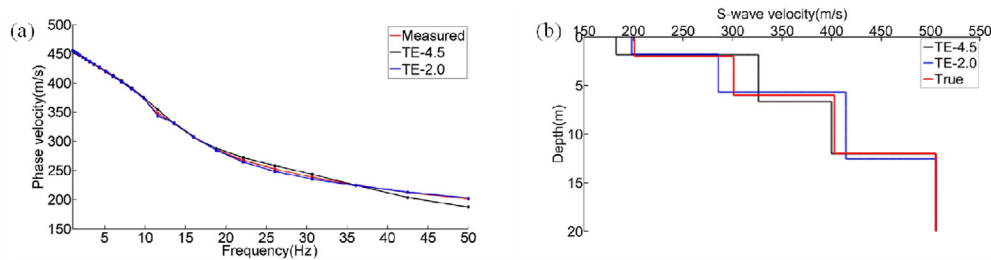 (a)
Phase velocity(m/s)
500
450
400
350
300
250
200
150
Measured
TE-4.5
TE-2.0
5 10 15 20 25 30 35 40 45 50
Frequency(Hz)
(b)
S-wave velocity(m/s)
150 200 250 300 350 400 450 500 550
Depth(m)
0
5
10
15
20
TE-4.5
TE-2.0
True